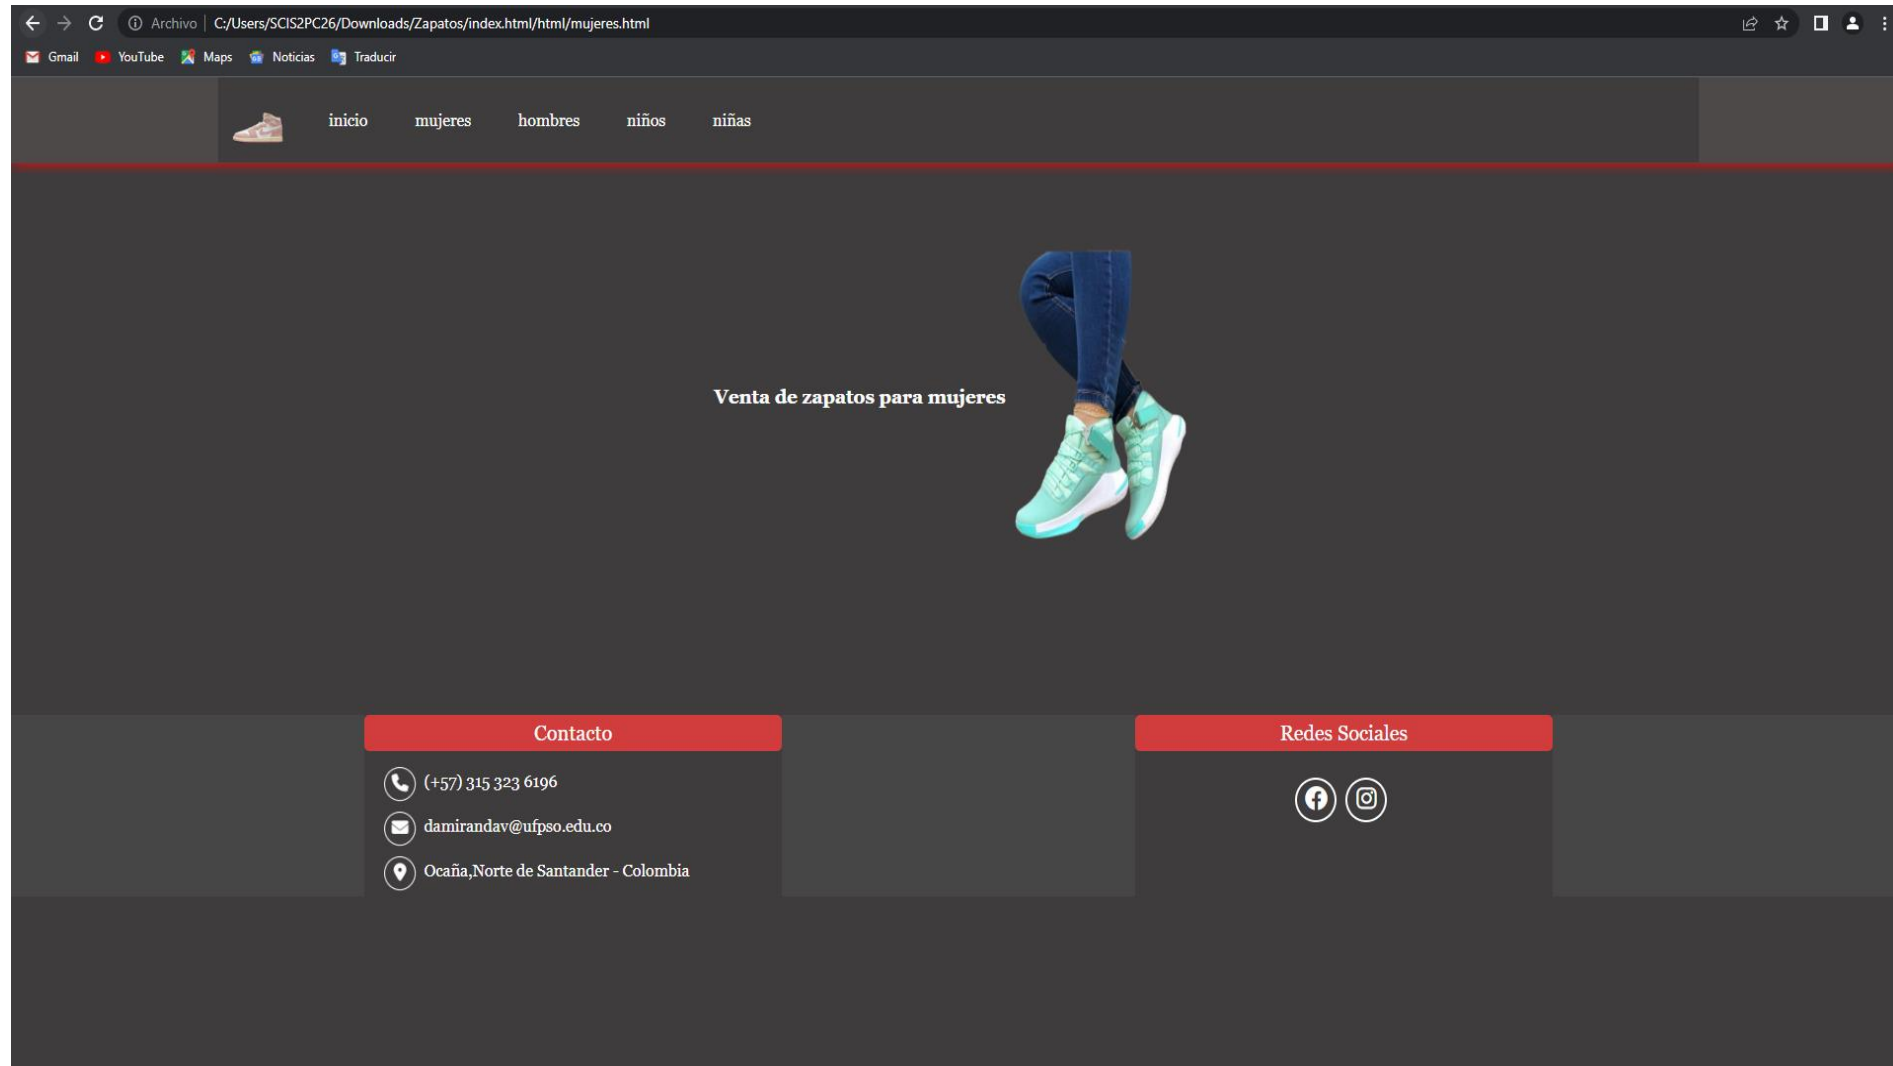 Archivo | C:/Users/SCIS2PC26/Downloads/Zapatos/index.html/html/mujeres.html
Gmail YouTube Maps Noticias Traducir
inicio mujeres hombres niños niñas
Venta de zapatos para mujeres
Contacto
(+57) 315 323 6196
damirandav@ufpso.edu.co
Ocaña,Norte de Santander - Colombia
Redes Sociales